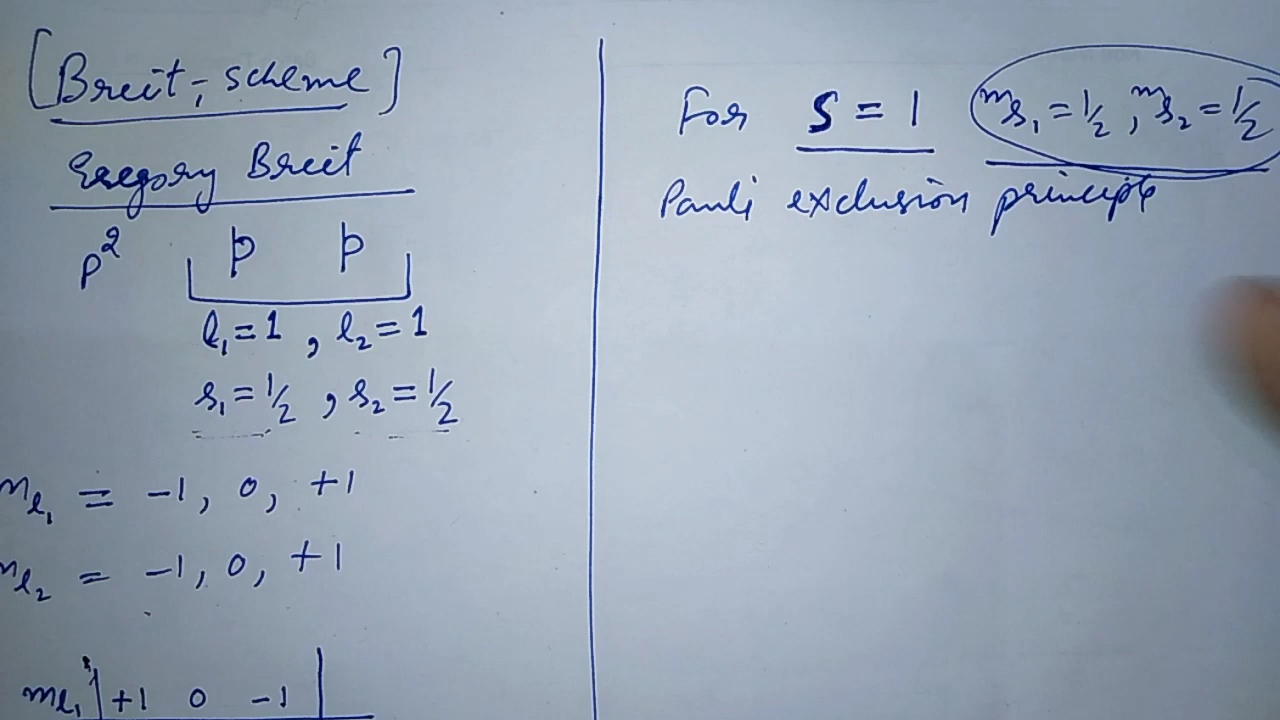 [Breit-scheme]
Gregory Breit
p² p p
l₁=1 , l₂=1
s₁=½ , s₂=½
mℓ₁ = -1, 0, +1
mℓ₂ = -1, 0, +1
mℓ₁ +1 0 -1
For S = 1 ms₁=½, ms₂=½
Pauli exclusion principle